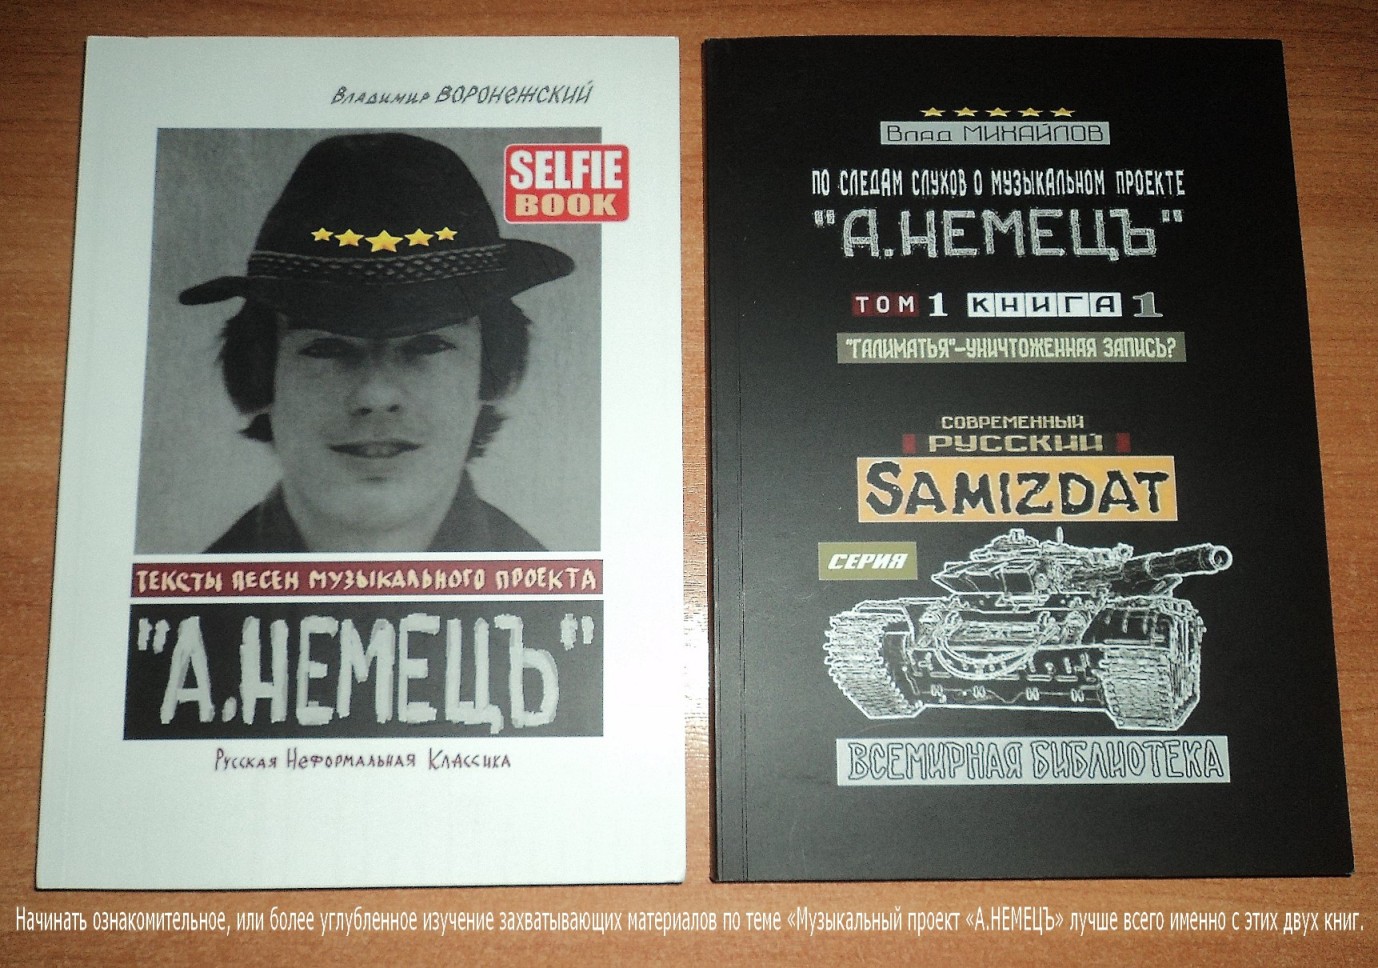 Владимир ВОРОНЕЖСКИЙ
SELFIE
BOOK
ТЕКСТЫ ПЕСЕН МУЗЫКАЛЬНОГО ПРОЕКТА
"А.НЕМЕЦЪ"
Русская Неформальная Классика
Влад МИХАЙЛОВ
ПО СЛЕДАМ СЛУХОВ О МУЗЫКАЛЬНОМ ПРОЕКТЕ
"А.НЕМЕЦЪ"
ТОМ 1 КНИГА 1
"ГАЛИМАТЬЯ"-УНИЧТОЖЕННАЯ ЗАПИСЬ?
СОВРЕМЕННЫЙ
РУССКИЙ
SAMIZDAT
СЕРИЯ
ВСЕМИРНАЯ БИБЛИОТЕКА
Начинать ознакомительное, или более углубленное изучение захватывающих материалов по теме «Музыкальный проект «А.НЕМЕЦЪ» лучше всего именно с этих двух книг.